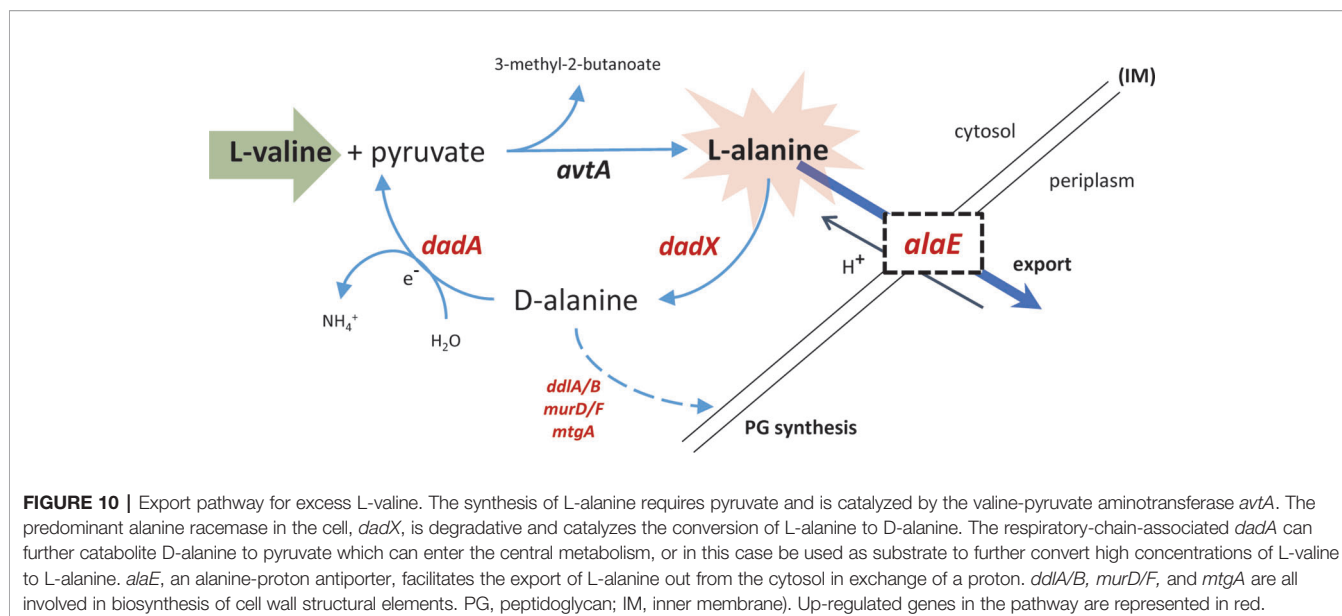 3-methyl-2-butanoate
(IM)
cytosol
L-valine + pyruvate
avtA
L-alanine
periplasm
dadA
dadX
alaE
H+
export
e-
D-alanine
NH4+
H2O
ddlA/B
murD/F
mtgA
PG synthesis
FIGURE 10 | Export pathway for excess L-valine. The synthesis of L-alanine requires pyruvate and is catalyzed by the valine-pyruvate aminotransferase avtA. The
predominant alanine racemase in the cell, dadX, is degradative and catalyzes the conversion of L-alanine to D-alanine. The respiratory-chain-associated dadA can
further catabolite D-alanine to pyruvate which can enter the central metabolism, or in this case be used as substrate to further convert high concentrations of L-valine
to L-alanine. alaE, an alanine-proton antiporter, facilitates the export of L-alanine out from the cytosol in exchange of a proton. ddlA/B, murD/F, and mtgA are all
involved in biosynthesis of cell wall structural elements. PG, peptidoglycan; IM, inner membrane). Up-regulated genes in the pathway are represented in red.